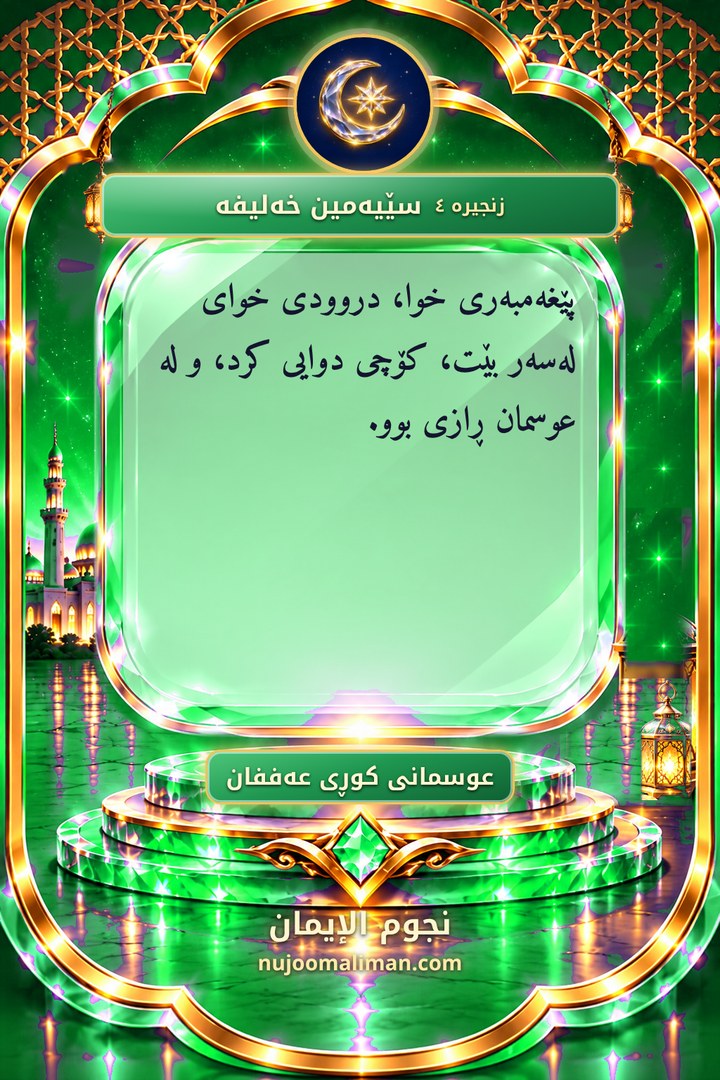 زنجیرە ٤ سێیەمین خەلیفە
پێغەمبەری خوا، دروودی خوای
لەسەر بێت، کۆچی دوایی کرد، و لە
عوسمان ڕازی بوو.
عوسمانی کوڕی عەففان
نجوم الإيمان
nujoomaliman.com